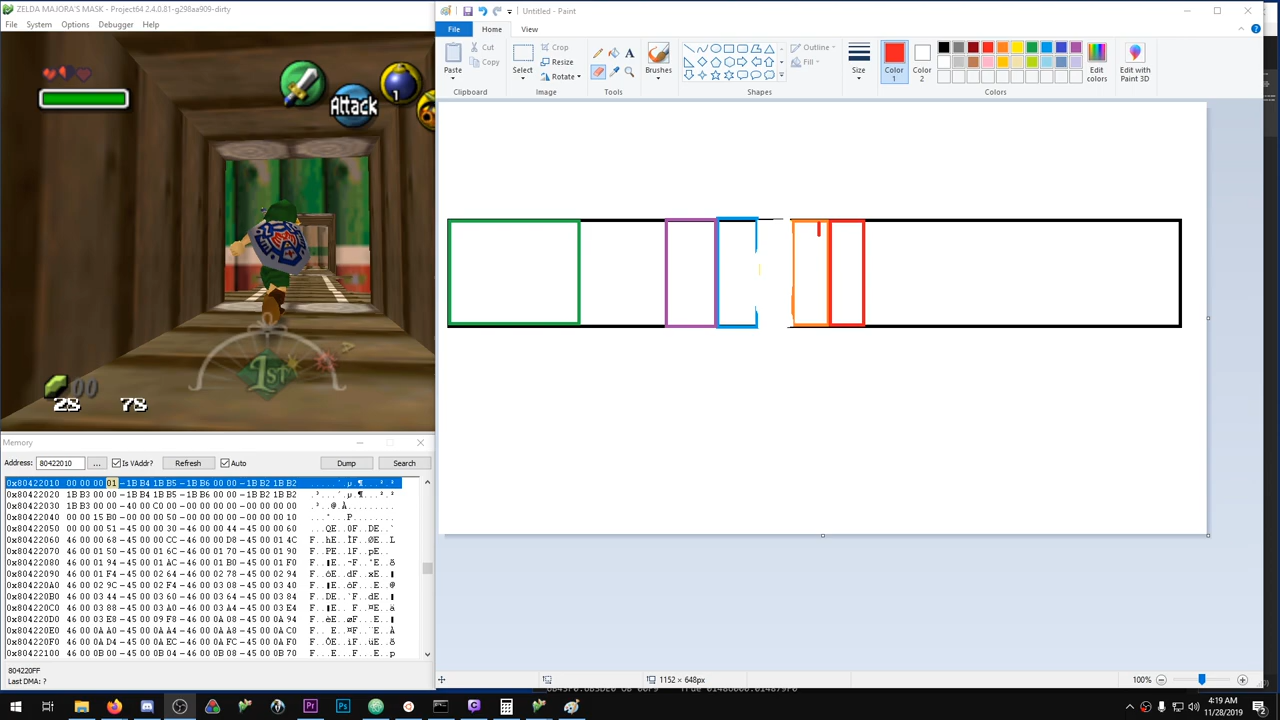 ZELDA MAJORA'S MASK - Project64 2.4.0.81-g298aa909-dirty
File System Options Debugger Help
Attack
1
1st
00
28 78
Untitled - Paint
File Home View
Paste
Cut
Copy
Clipboard
Select
Crop
Resize
Rotate
Image
Tools
Brushes
Shapes
Outline
Fill
Size
Color 1
Color 2
Colors
Edit colors
Edit with Paint 3D
Memory
Address: 80422010 ... Is VAddr? Refresh Auto Dump Search
0x80422010 00 00 00 01 -1B B4 1B B5 -1B B6 00 00 -1B B2 1B B2
0x80422020 1B B3 00 00 -1B B4 1B B5 -1B B6 00 00 -1B B2 1B B2
0x80422030 1B B3 00 00 -40 00 C0 00 -00 00 00 00 -00 00 00 00
0x80422040 00 00 15 B0 -00 00 00 50 -00 00 00 00 -00 00 00 10
0x80422050 00 00 00 51 -45 00 00 30 -46 00 00 44 -45 00 00 60
0x80422060 46 00 00 68 -45 00 00 CC -46 00 00 D8 -45 00 01 4C
0x80422070 46 00 01 50 -45 00 01 6C -46 00 01 70 -45 00 01 90
0x80422080 46 00 01 94 -45 00 01 AC -46 00 01 B0 -45 00 01 F0
0x80422090 46 00 01 F4 -45 00 02 64 -46 00 02 78 -45 00 02 94
0x804220A0 46 00 02 9C -45 00 02 F4 -46 00 03 08 -45 00 03 40
0x804220B0 46 00 03 44 -45 00 03 60 -46 00 03 64 -45 00 03 84
0x804220C0 46 00 03 88 -45 00 03 A0 -46 00 03 A4 -45 00 03 E4
0x804220D0 46 00 03 E8 -45 00 09 F8 -46 00 0A 08 -45 00 0A 94
0x804220E0 46 00 0A A0 -45 00 0A A4 -46 00 0A A8 -45 00 0A C0
0x804220F0 46 00 0A D4 -45 00 0A EC -46 00 0A FC -45 00 0A F0
0x80422100 46 00 0B 00 -45 00 0B 04 -46 00 0B 08 -45 00 0B 70
804220FF
Last DMA: ?
1152 × 648px
100%
4:19 AM
11/28/2019